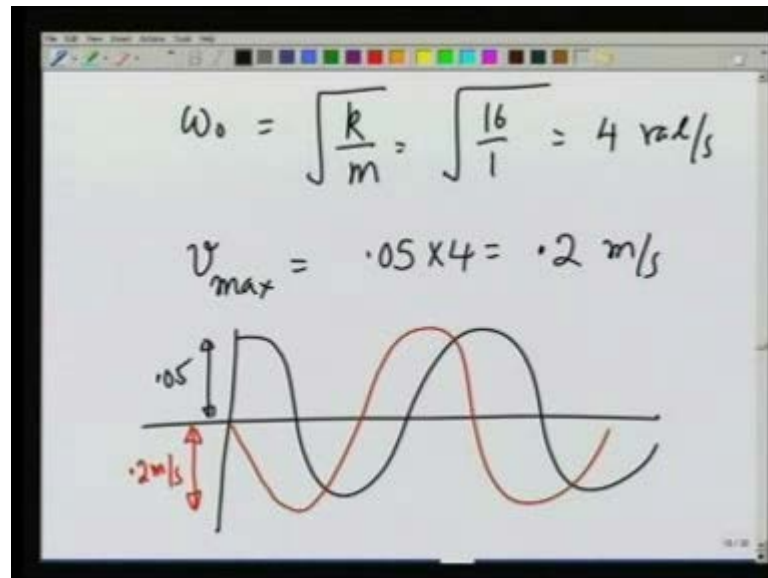 ω₀ = √(k/m) = √(16/1) = 4 rad/s
v_max = .05 × 4 = .2 m/s
.05
.2 m/s